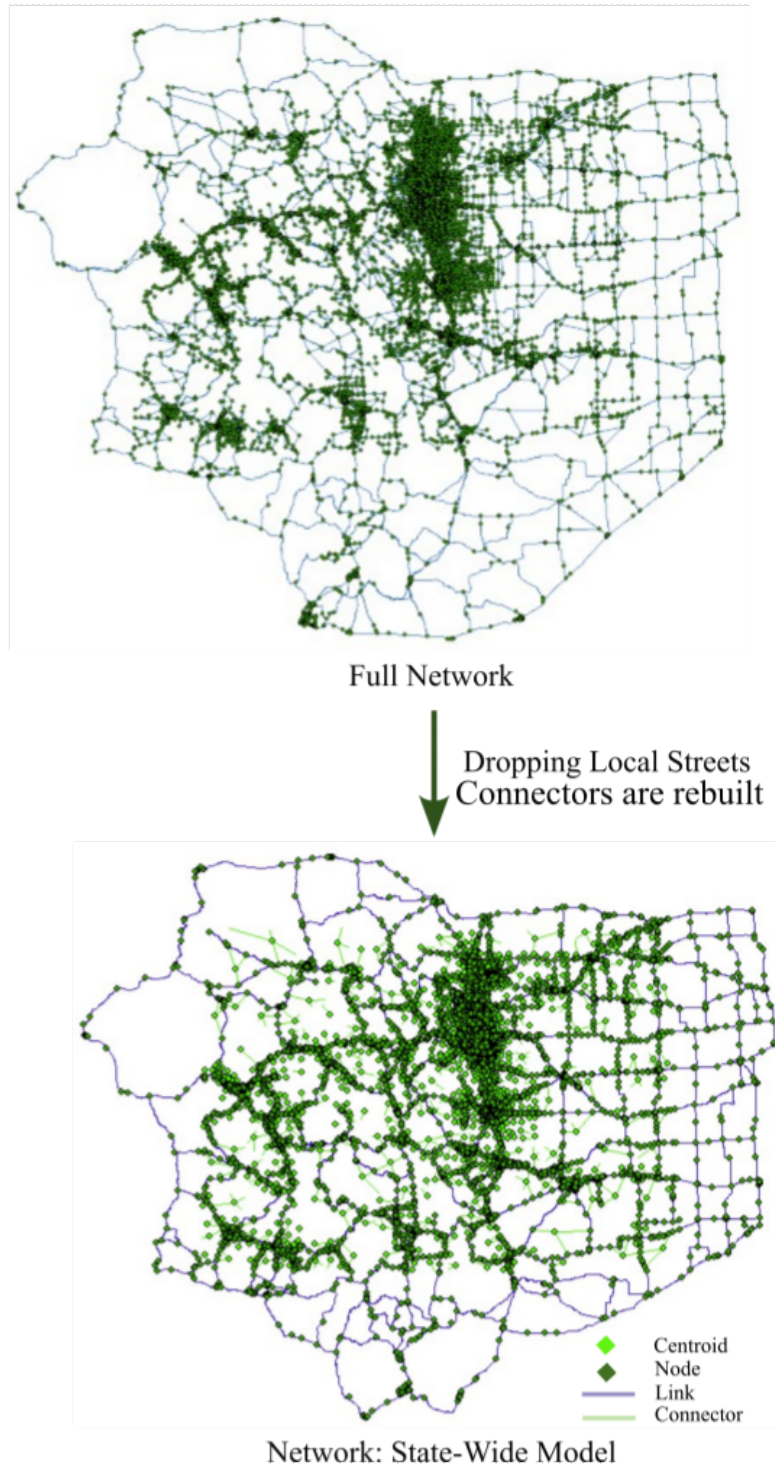 Full Network
Dropping Local Streets
Connectors are rebuilt
Centroid
Node
Link
Connector
Network: State-Wide Model